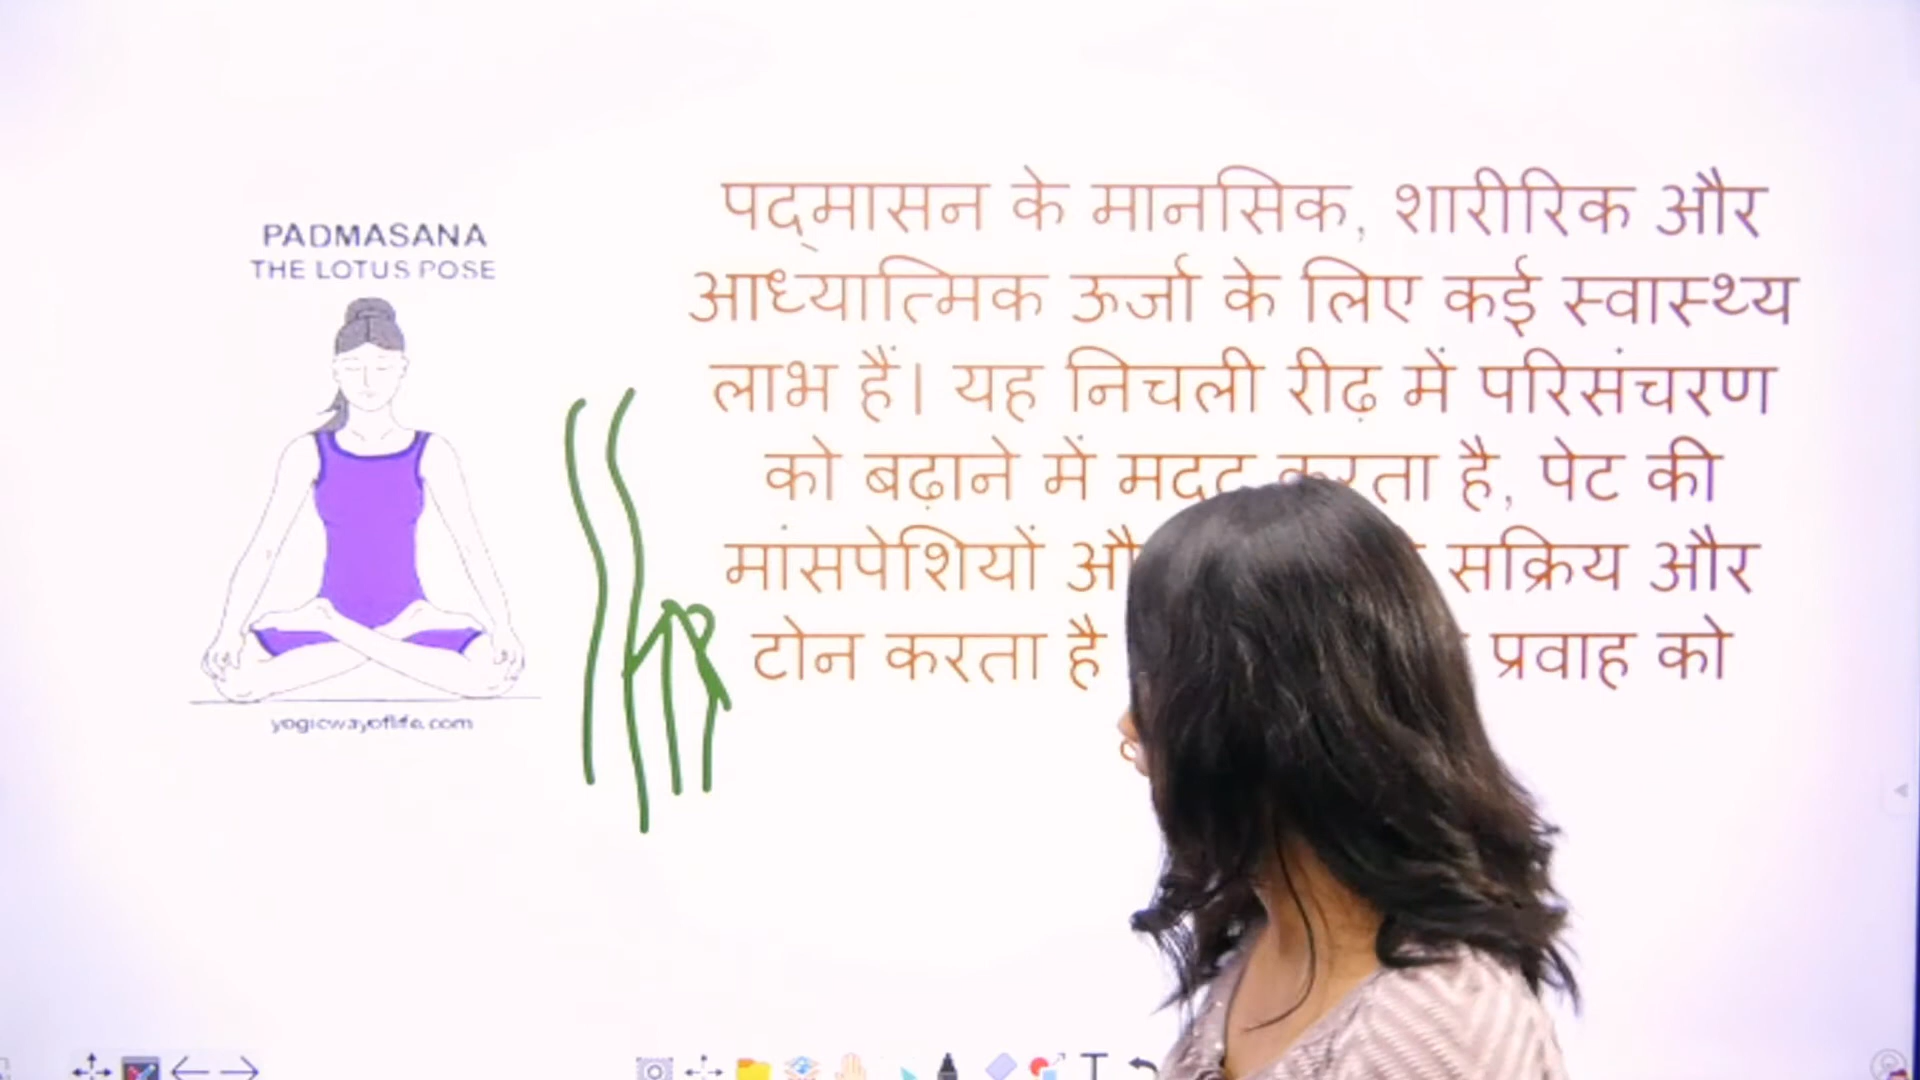 PADMASANA
THE LOTUS POSE
yogicwayoflife.com
पद्मासन के मानसिक, शारीरिक और
आध्यात्मिक ऊर्जा के लिए कई स्वास्थ्य
लाभ हैं। यह निचली रीढ़ में परिसंचरण
को बढ़ाने में मदद करता है, पेट की
मांसपेशियों सक्रिय और
टोन करता है प्रवाह को
T